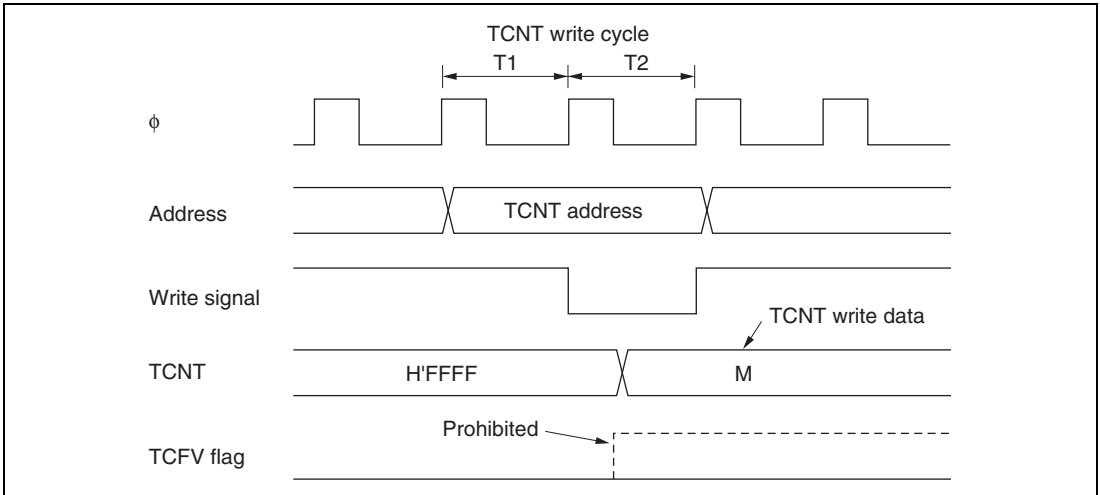 TCNT write cycle
T1 T2
ϕ
Address TCNT address
Write signal
TCNT write data
TCNT H'FFFF M
Prohibited
TCFV flag